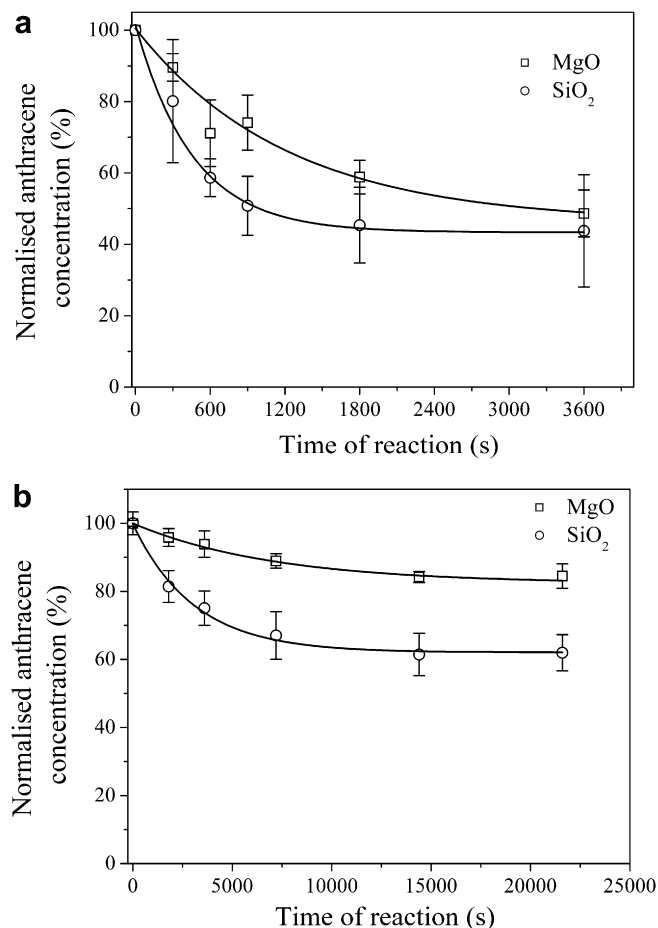 a
100
80
60
40
20
0
Normalised anthracene
concentration (%)
MgO
SiO₂
0 600 1200 1800 2400 3000 3600
Time of reaction (s)
b
100
80
60
40
20
0
Normalised anthracene
concentration (%)
MgO
SiO₂
0 5000 10000 15000 20000 25000
Time of reaction (s)